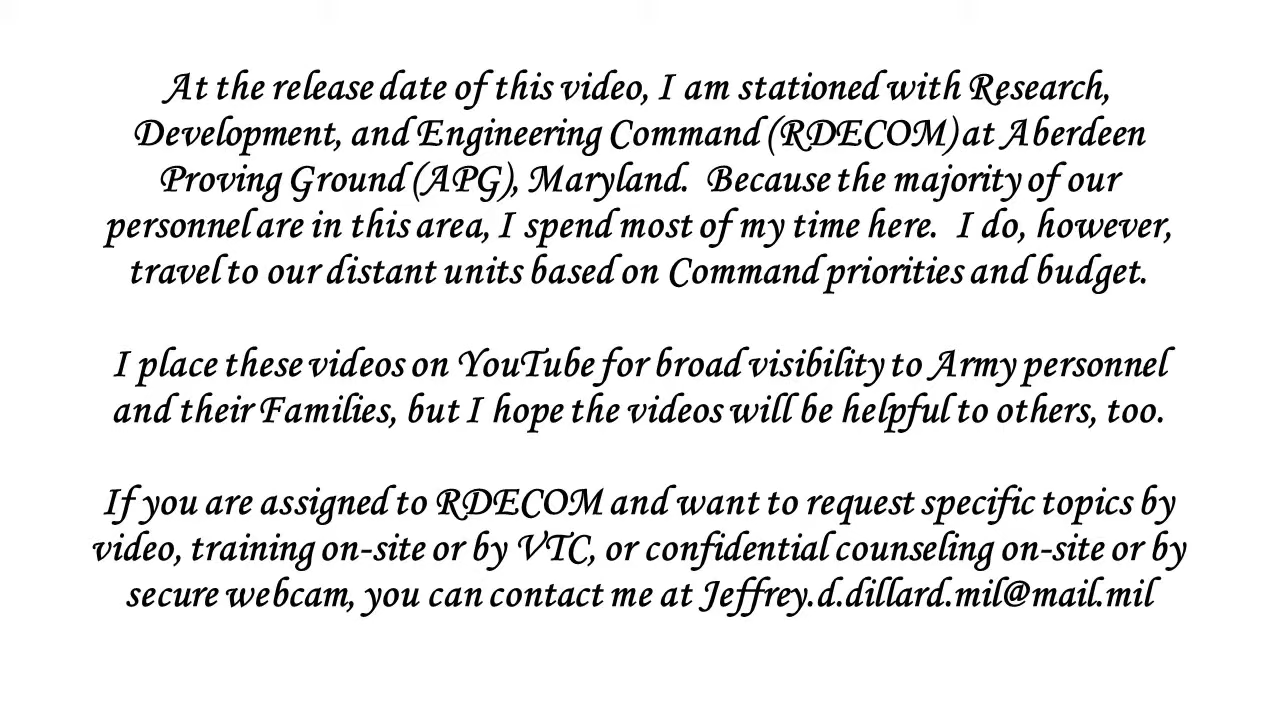 At the release date of this video, I am stationed with Research,
Development, and Engineering Command (RDECOM) at Aberdeen
Proving Ground (APG), Maryland.  Because the majority of our
personnel are in this area, I spend most of my time here.  I do, however,
travel to our distant units based on Command priorities and budget.
I place these videos on YouTube for broad visibility to Army personnel
and their Families, but I hope the videos will be helpful to others, too.
If you are assigned to RDECOM and want to request specific topics by
video, training on-site or by VTC, or confidential counseling on-site or by
secure webcam, you can contact me at Jeffrey.d.dillard.mil@mail.mil